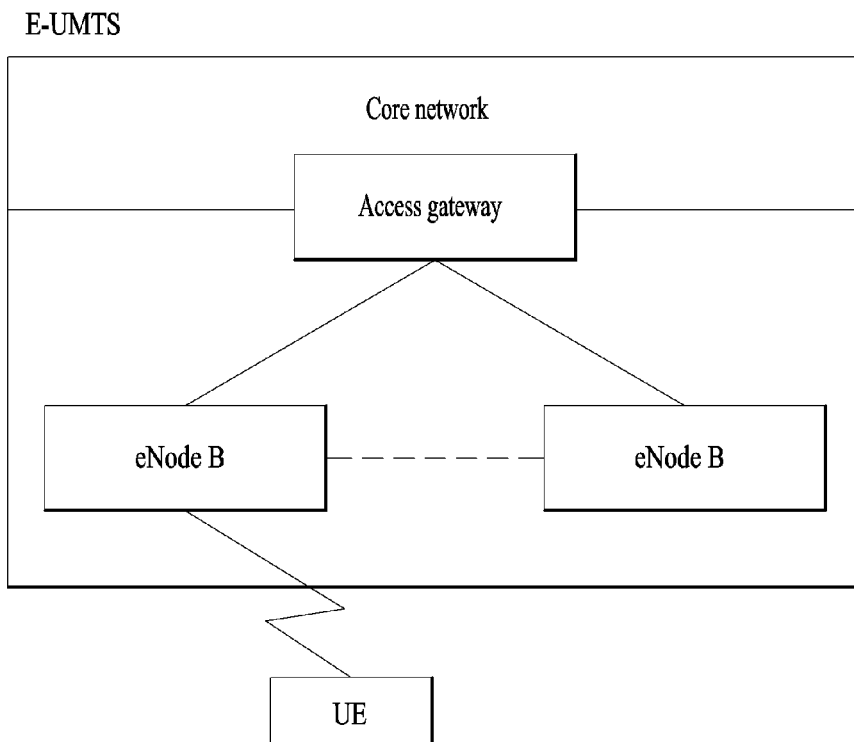 E-UMTS
Core network
Access gateway
eNode B
eNode B
UE